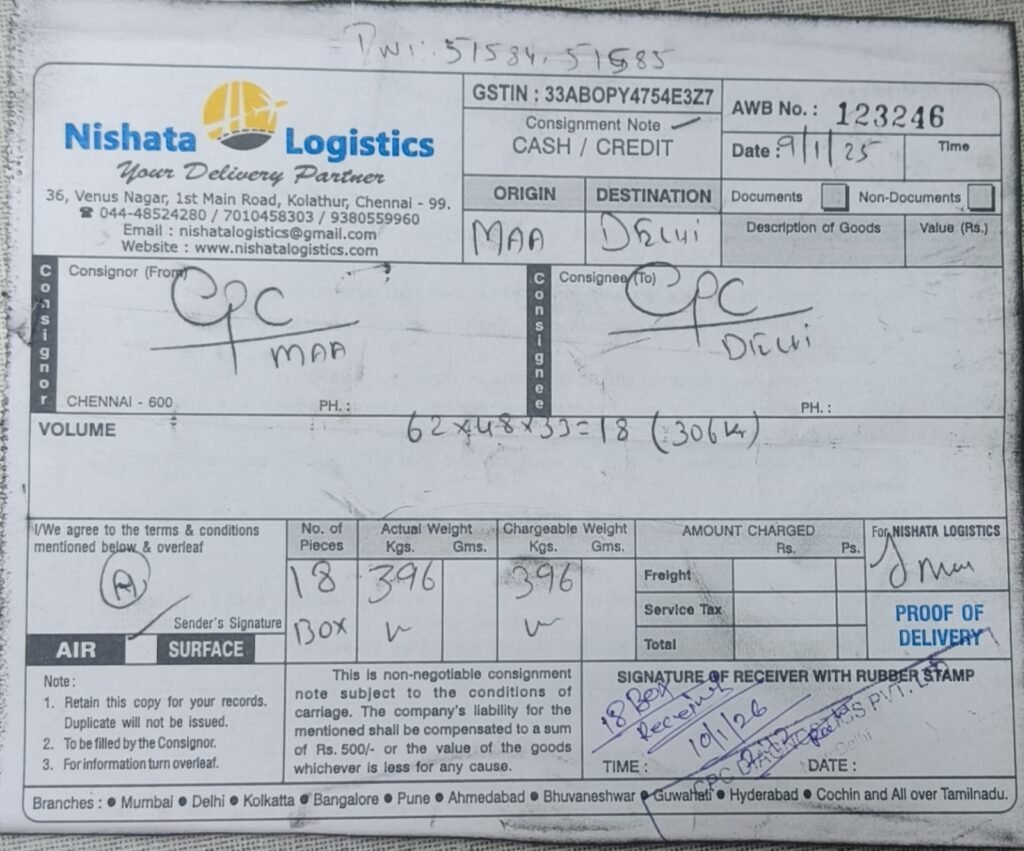 51584, 51585
Nishata Logistics
Your Delivery Partner
36, Venus Nagar, 1st Main Road, Kolathur, Chennai - 99.
☎ 044-48524280 / 7010458303 / 9380559960
Email : nishatalogistics@gmail.com
Website : www.nishatalogistics.com
GSTIN : 33ABOPY4754E3Z7
Consignment Note
CASH / CREDIT
AWB No. : 123246
Date : 9/1/25 Time
ORIGIN DESTINATION
MAA DELHI
Documents Non-Documents
Description of Goods Value (Rs.)
Consignor
Consignor (From)
CPC
MAA
CHENNAI - 600 PH. :
Consignee
Consignee (To)
CPC
DELHI
PH. :
VOLUME
62 x 48 x 33 = 18 (306 K)
I/We agree to the terms & conditions
mentioned below & overleaf
A
Sender's Signature
AIR SURFACE
No. of Pieces
18
BOX
Actual Weight
Kgs. Gms.
396
Chargeable Weight
Kgs. Gms.
396
AMOUNT CHARGED
Rs. Ps.
Freight
Service Tax
Total
For NISHATA LOGISTICS
PROOF OF
DELIVERY
Note :
1. Retain this copy for your records.
Duplicate will not be issued.
2. To be filled by the Consignor.
3. For information turn overleaf.
This is non-negotiable consignment
note subject to the conditions of
carriage. The company's liability for the
mentioned shall be compensated to a sum
of Rs. 500/- or the value of the goods
whichever is less for any cause.
SIGNATURE OF RECEIVER WITH RUBBER STAMP
18 Box
Receiving
10/1/26
CPC DIAGNOSTICS PVT. LTD
Delhi
TIME : DATE :
Branches : ● Mumbai ● Delhi ● Kolkatta ● Bangalore ● Pune ● Ahmedabad ● Bhuvaneshwar ● Guwahati ● Hyderabad ● Cochin and All over Tamilnadu.